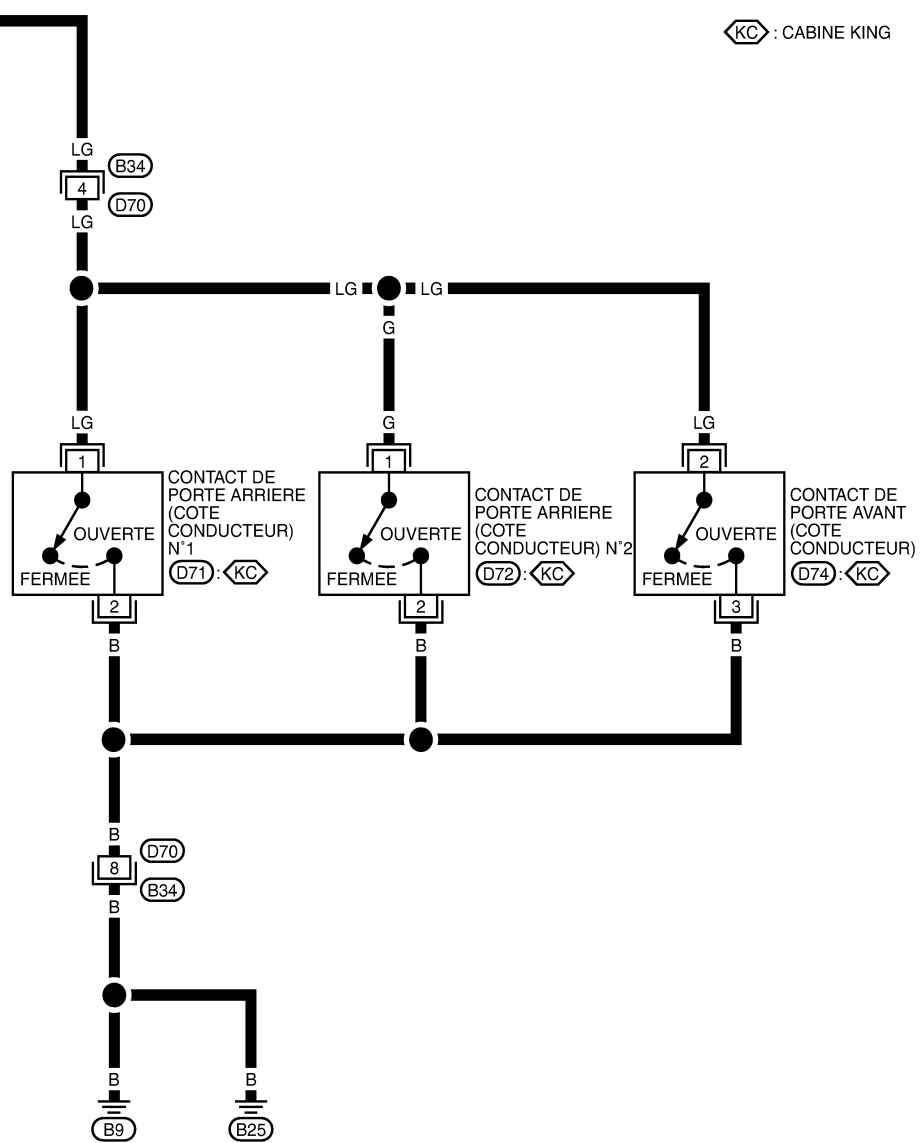 KC : CABINE KING
LG
B34
4
D70
LG
LG LG
G
LG
G
LG
1
1
2
CONTACT DE
PORTE ARRIERE
(COTE
CONDUCTEUR)
N°1
D71 : KC
OUVERTE
FERMEE
2
CONTACT DE
PORTE ARRIERE
(COTE
CONDUCTEUR) N°2
D72 : KC
OUVERTE
FERMEE
2
CONTACT DE
PORTE AVANT
(COTE
CONDUCTEUR)
D74 : KC
OUVERTE
FERMEE
3
B
B
B
B
D70
8
B34
B
B
B
B9
B25